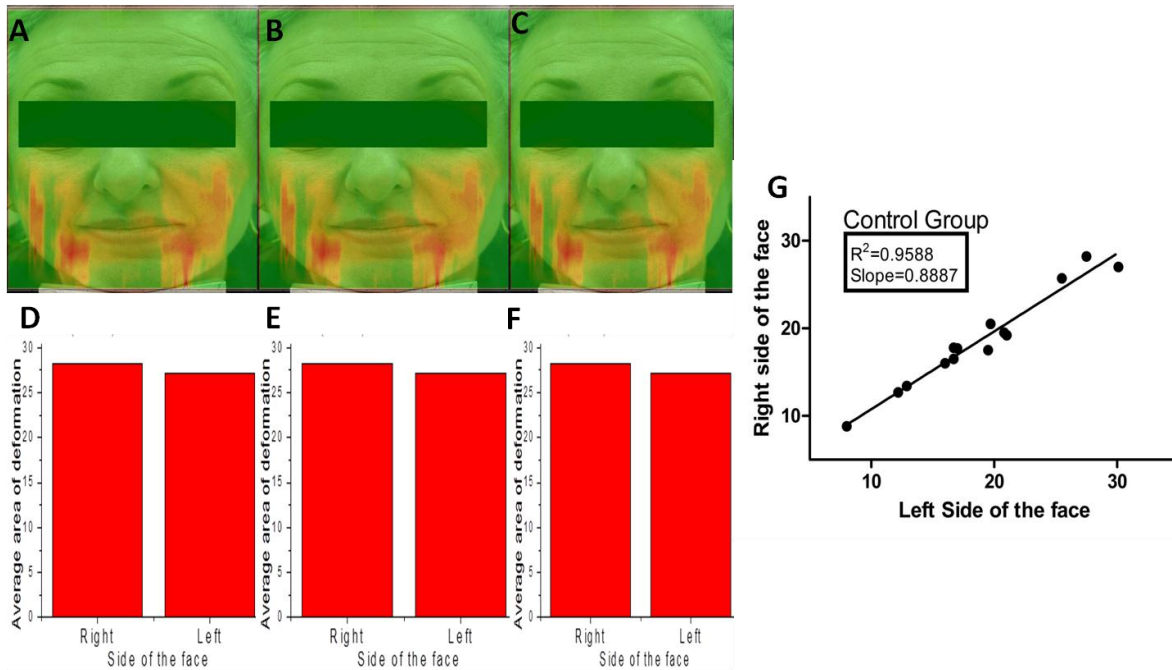 A
B
C
D
30
25
20
15
10
5
0
Average area of deformation
Right
Left
Side of the face
E
30
25
20
15
10
5
0
Average area of deformation
Right
Left
Side of the face
F
30
25
20
15
10
5
0
Average area of deformation
Right
Left
Side of the face
G
Control Group
R²=0.9588
Slope=0.8887
30
20
10
Right side of the face
10
20
30
Left Side of the face